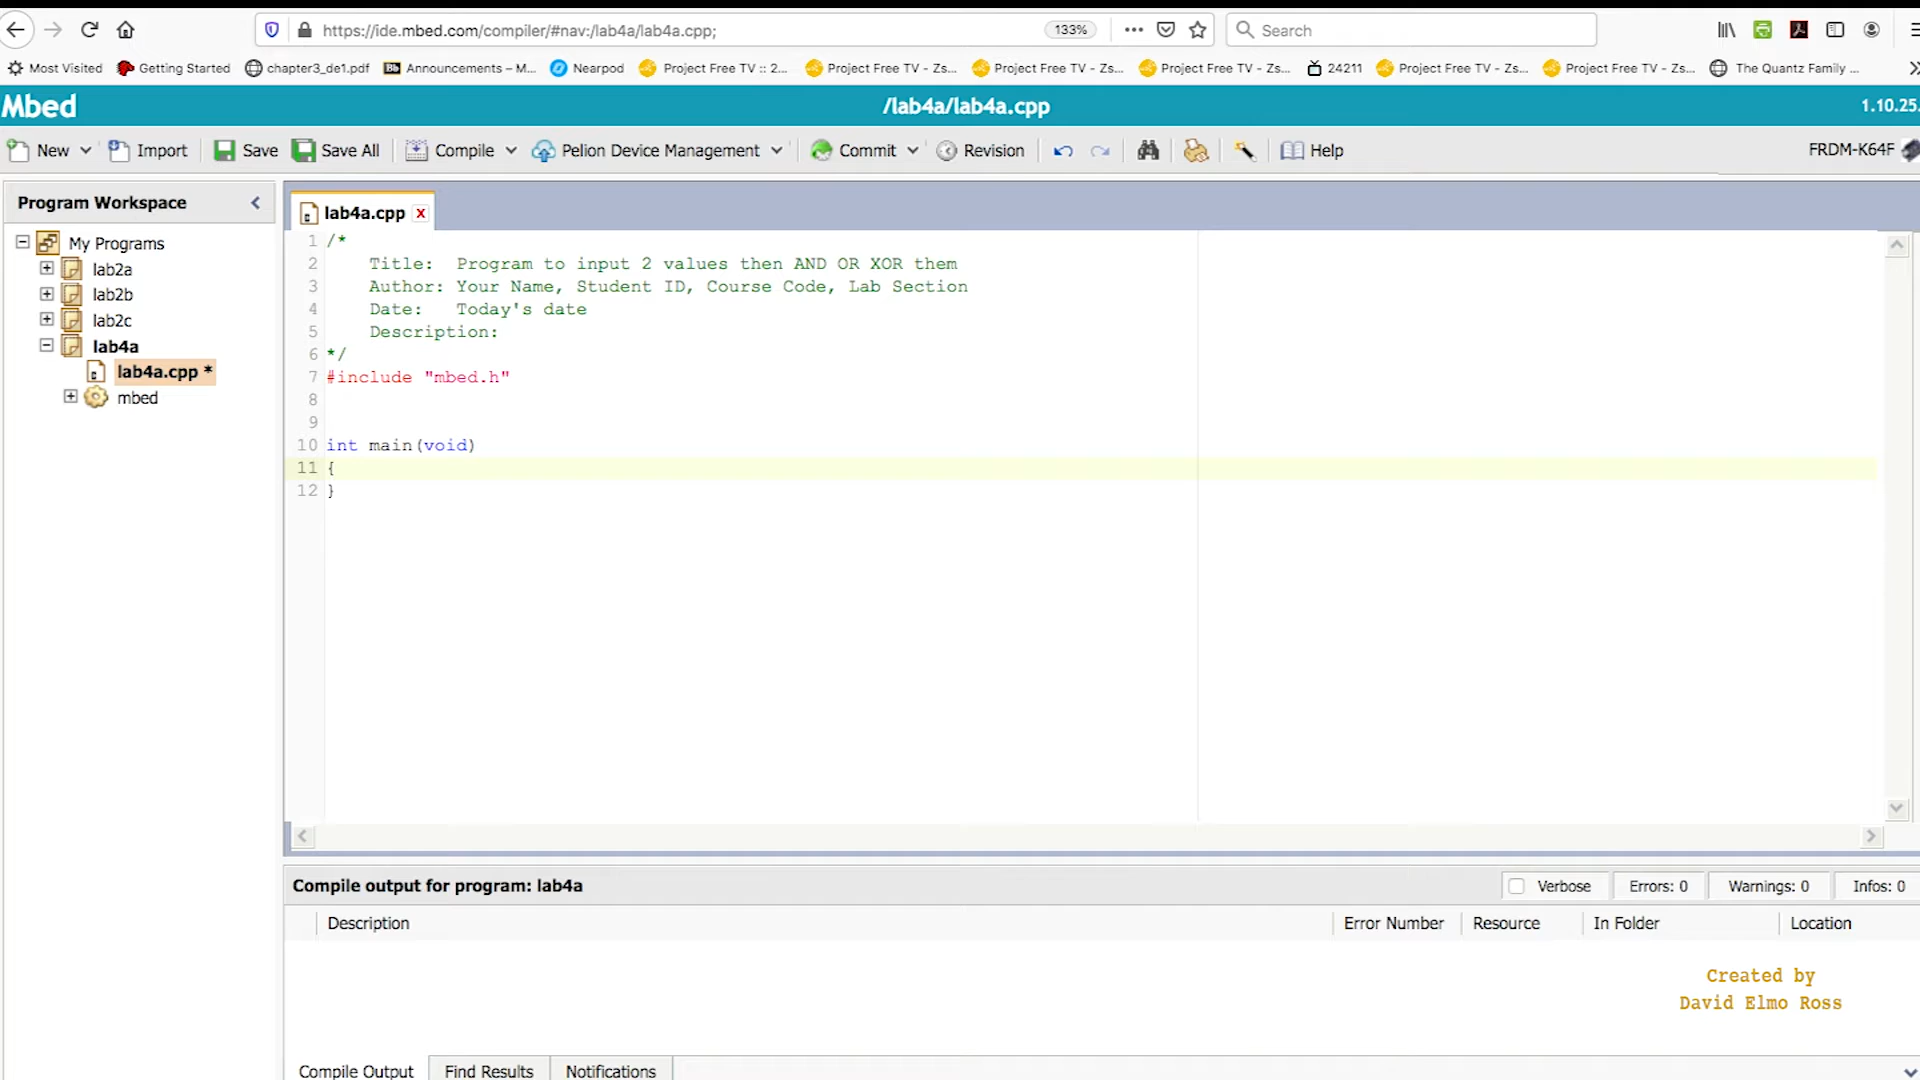 https://ide.mbed.com/compiler/#nav:/lab4a/lab4a.cpp;
133%
Search
Most Visited
Getting Started
chapter3_de1.pdf
Bb Announcements – M...
Nearpod
Project Free TV :: 2...
Project Free TV - Zs...
Project Free TV - Zs...
Project Free TV - Zs...
24211
Project Free TV - Zs...
Project Free TV - Zs...
The Quantz Family ...
Mbed
/lab4a/lab4a.cpp
1.10.25.
New
Import
Save
Save All
Compile
Pelion Device Management
Commit
Revision
Help
FRDM-K64F
Program Workspace
My Programs
lab2a
lab2b
lab2c
lab4a
lab4a.cpp *
mbed
lab4a.cpp x
1 /*
2 Title: Program to input 2 values then AND OR XOR them
3 Author: Your Name, Student ID, Course Code, Lab Section
4 Date: Today's date
5 Description:
6 */
7 #include "mbed.h"
8
9
10 int main(void)
11 {
12 }
Compile output for program: lab4a
Verbose
Errors: 0
Warnings: 0
Infos: 0
Description
Error Number
Resource
In Folder
Location
Created by
David Elmo Ross
Compile Output
Find Results
Notifications